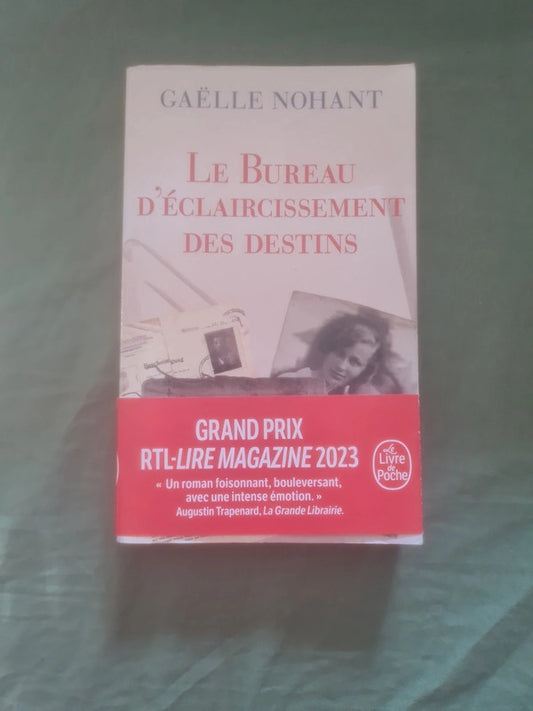 GAËLLE NOHANT
LE BUREAU
D'ÉCLAIRCISSEMENT
DES DESTINS
GRAND PRIX
RTL-LIRE MAGAZINE 2023
« Un roman foisonnant, bouleversant,
avec une intense émotion. »
Augustin Trapenard, La Grande Librairie.
Le
Livre
de
Poche